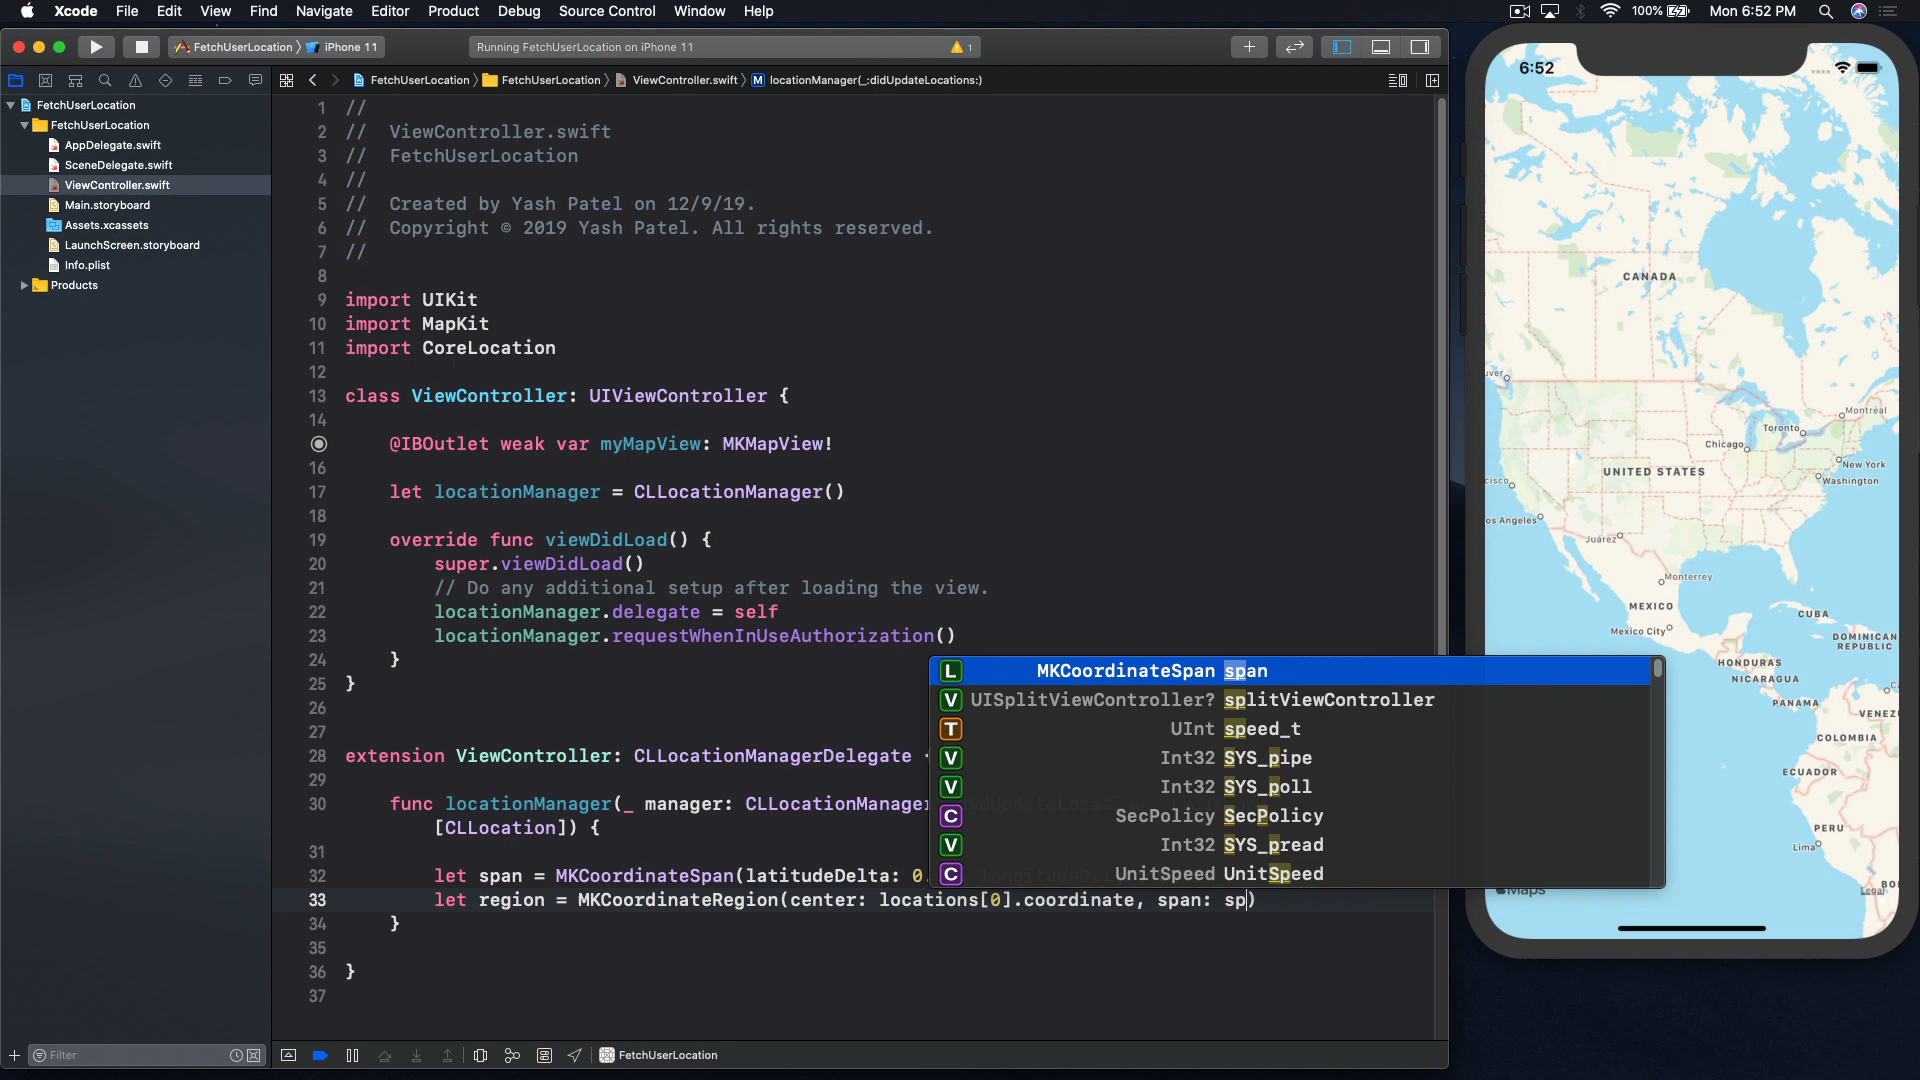 Xcode File Edit View Find Navigate Editor Product Debug Source Control Window Help 100% Mon 6:52 PM
FetchUserLocation iPhone 11 Running FetchUserLocation on iPhone 11 1
FetchUserLocation FetchUserLocation ViewController.swift M locationManager(_:didUpdateLocations:)
FetchUserLocation
FetchUserLocation
AppDelegate.swift
SceneDelegate.swift
ViewController.swift
Main.storyboard
Assets.xcassets
LaunchScreen.storyboard
Info.plist
Products
Filter
1 //
2 // ViewController.swift
3 // FetchUserLocation
4 //
5 // Created by Yash Patel on 12/9/19.
6 // Copyright © 2019 Yash Patel. All rights reserved.
7 //
8
9 import UIKit
10 import MapKit
11 import CoreLocation
12
13 class ViewController: UIViewController {
14
@IBOutlet weak var myMapView: MKMapView!
16
17 let locationManager = CLLocationManager()
18
19 override func viewDidLoad() {
20 super.viewDidLoad()
21 // Do any additional setup after loading the view.
22 locationManager.delegate = self
23 locationManager.requestWhenInUseAuthorization()
24 }
25 }
26
27
28 extension ViewController: CLLocationManagerDelegate {
29
30 func locationManager(_ manager: CLLocationManager
[CLLocation]) {
31
32 let span = MKCoordinateSpan(latitudeDelta: 0.
33 let region = MKCoordinateRegion(center: locations[0].coordinate, span: sp)
34 }
35
36 }
37
L MKCoordinateSpan span
V UISplitViewController? splitViewController
T UInt speed_t
V Int32 SYS_pipe
V Int32 SYS_poll
C SecPolicy SecPolicy
V Int32 SYS_pread
C UnitSpeed UnitSpeed
FetchUserLocation
6:52
CANADA
uver
Montréal
Toronto
Chicago
New York
UNITED STATES
Washington
cisco
os Angeles
Juárez
Monterrey
MEXICO
CUBA
Mexico City
DOMINICAN
REPUBLIC
HONDURAS
NICARAGUA
PANAMA
VENEZ
COLOMBIA
ECUADOR
PERU
Lima
BO
Maps
Legal